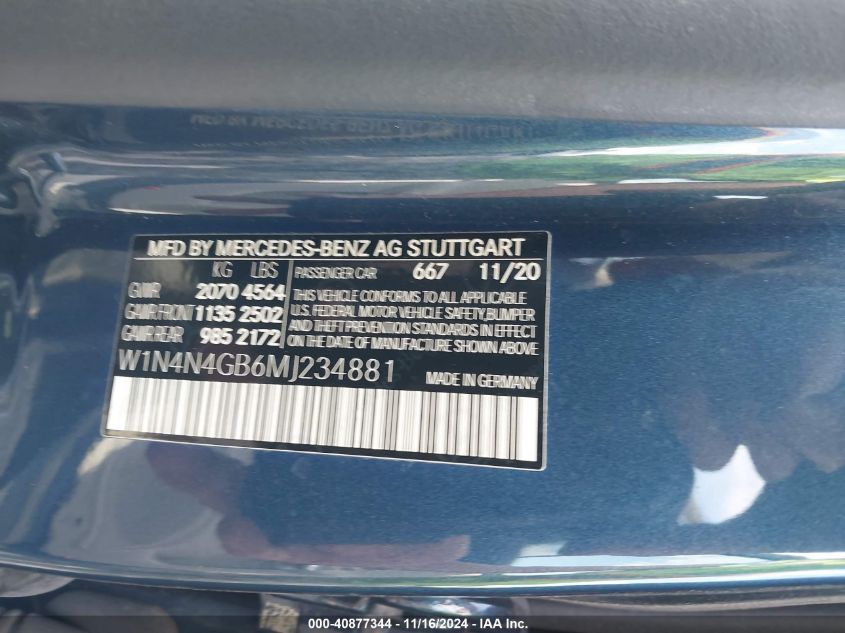 MFD BY MERCEDES-BENZ AG STUTTGART
KG LBS
GVWR 2070 4564
GAWR FRONT 1135 2502
GAWR REAR 985 2172
PASSENGER CAR 667 11/20
THIS VEHICLE CONFORMS TO ALL APPLICABLE
U.S. FEDERAL MOTOR VEHICLE SAFETY, BUMPER
AND THEFT PREVENTION STANDARDS IN EFFECT
ON THE DATE OF MANUFACTURE SHOWN ABOVE
W1N4N4GB6MJ234881
MADE IN GERMANY
000-40877344 - 11/16/2024 - IAAI Inc.